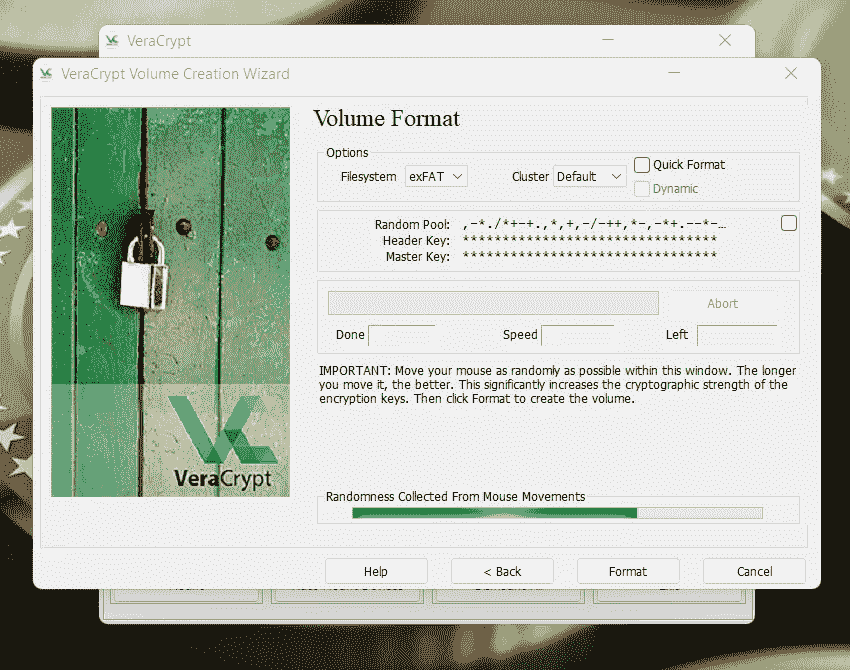 VeraCrypt
VeraCrypt Volume Creation Wizard
Volume Format
Options
Filesystem exFAT Cluster Default Quick Format
Dynamic
Random Pool: ,-*./*+-+.,*,+,-/-++,*-,-*+.--*-...
Header Key: ********************************
Master Key: ********************************
Abort
Done Speed Left
IMPORTANT: Move your mouse as randomly as possible within this window. The longer
you move it, the better. This significantly increases the cryptographic strength of the
encryption keys. Then click Format to create the volume.
VeraCrypt
Randomness Collected From Mouse Movements
Help < Back Format Cancel